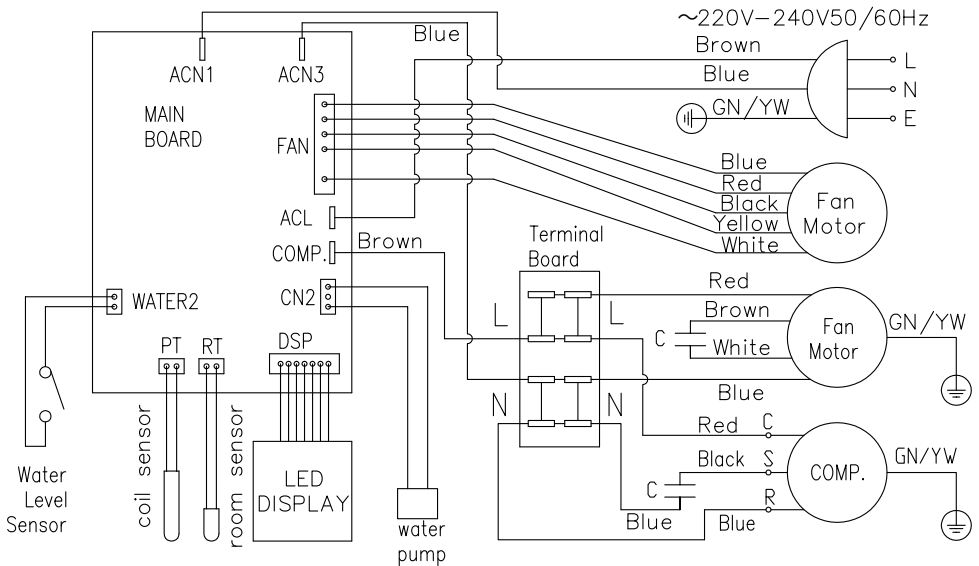 ~220V-240V50/60Hz
Blue
Brown
L
ACN1
ACN3
Blue
N
MAIN
BOARD
GN/YW
E
FAN
Blue
Red
Black
Yellow
White
Fan
Motor
ACL
COMP.
Brown
Terminal
Board
WATER2
CN2
L
L
Red
Brown
C
White
Fan
Motor
GN/YW
Blue
PT
RT
DSP
N
N
Red
C
Black
S
C
Blue
Blue
R
COMP.
GN/YW
coil sensor
room sensor
LED
DISPLAY
Water
Level
Sensor
water
pump